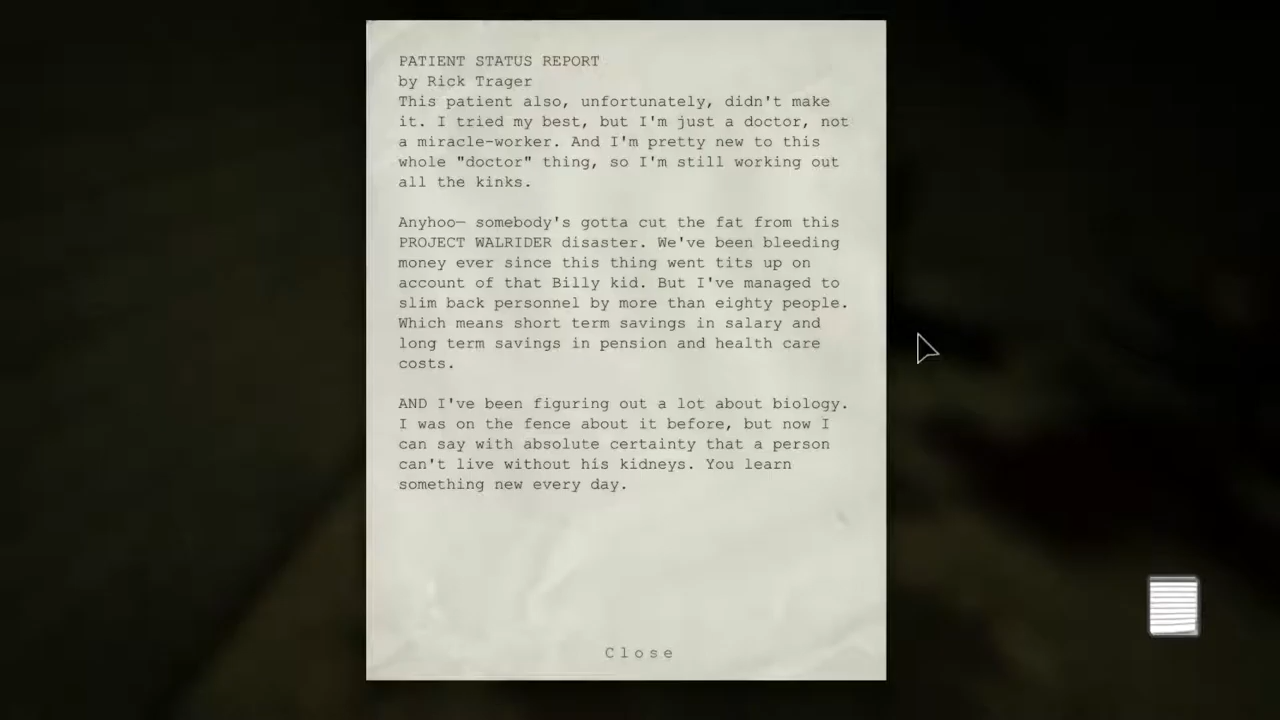 PATIENT STATUS REPORT
by Rick Trager
This patient also, unfortunately, didn't make
it. I tried my best, but I'm just a doctor, not
a miracle-worker. And I'm pretty new to this
whole "doctor" thing, so I'm still working out
all the kinks.
Anyhoo— somebody's gotta cut the fat from this
PROJECT WALRIDER disaster. We've been bleeding
money ever since this thing went tits up on
account of that Billy kid. But I've managed to
slim back personnel by more than eighty people.
Which means short term savings in salary and
long term savings in pension and health care
costs.
AND I've been figuring out a lot about biology.
I was on the fence about it before, but now I
can say with absolute certainty that a person
can't live without his kidneys. You learn
something new every day.
Close